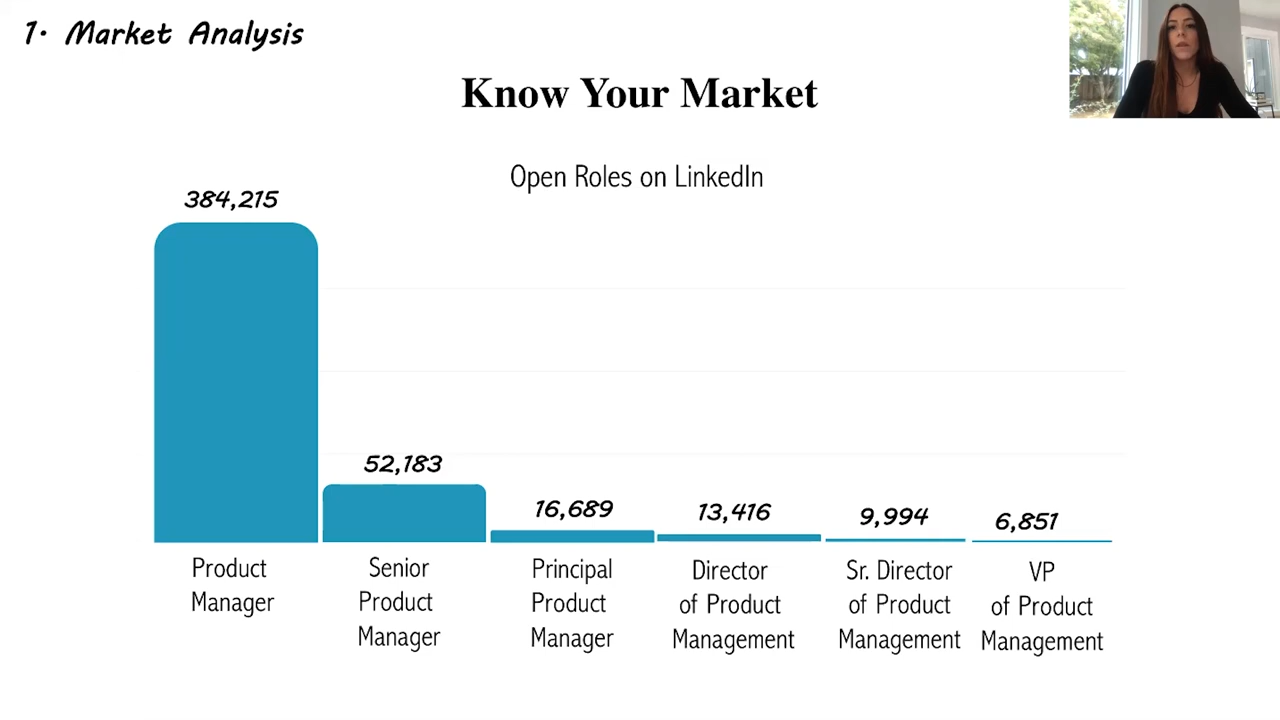 1. Market Analysis
Know Your Market
Open Roles on LinkedIn
384,215
52,183
16,689
13,416
9,994
6,851
Product
Manager
Senior
Product
Manager
Principal
Product
Manager
Director
of Product
Management
Sr. Director
of Product
Management
VP
of Product
Management